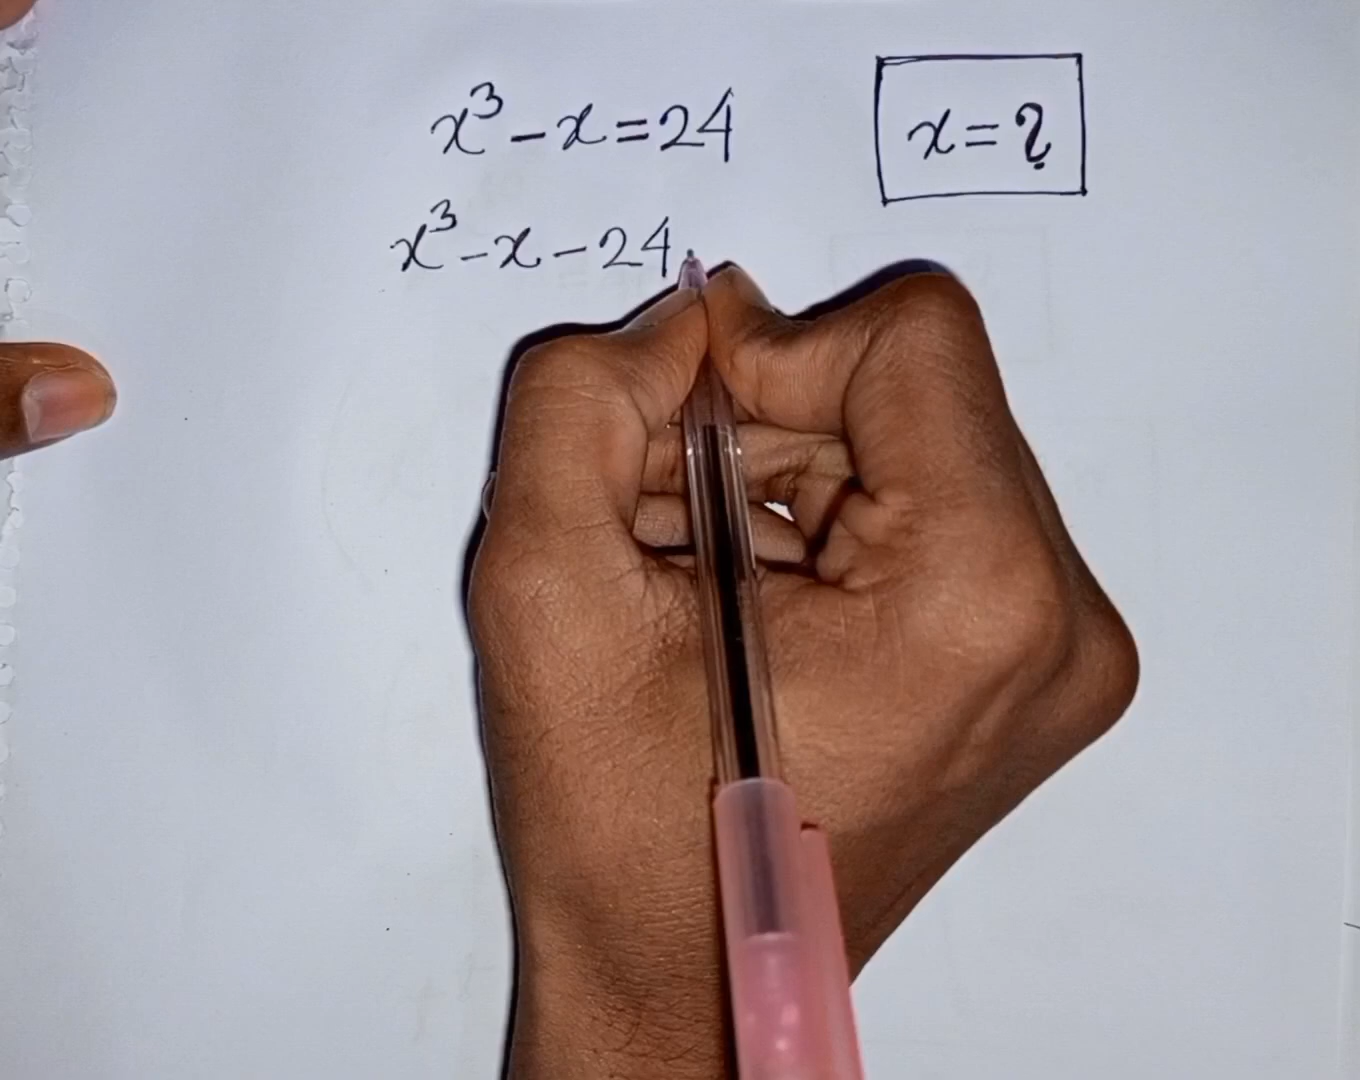 x³ - x = 24
x = ?
x³ - x - 24